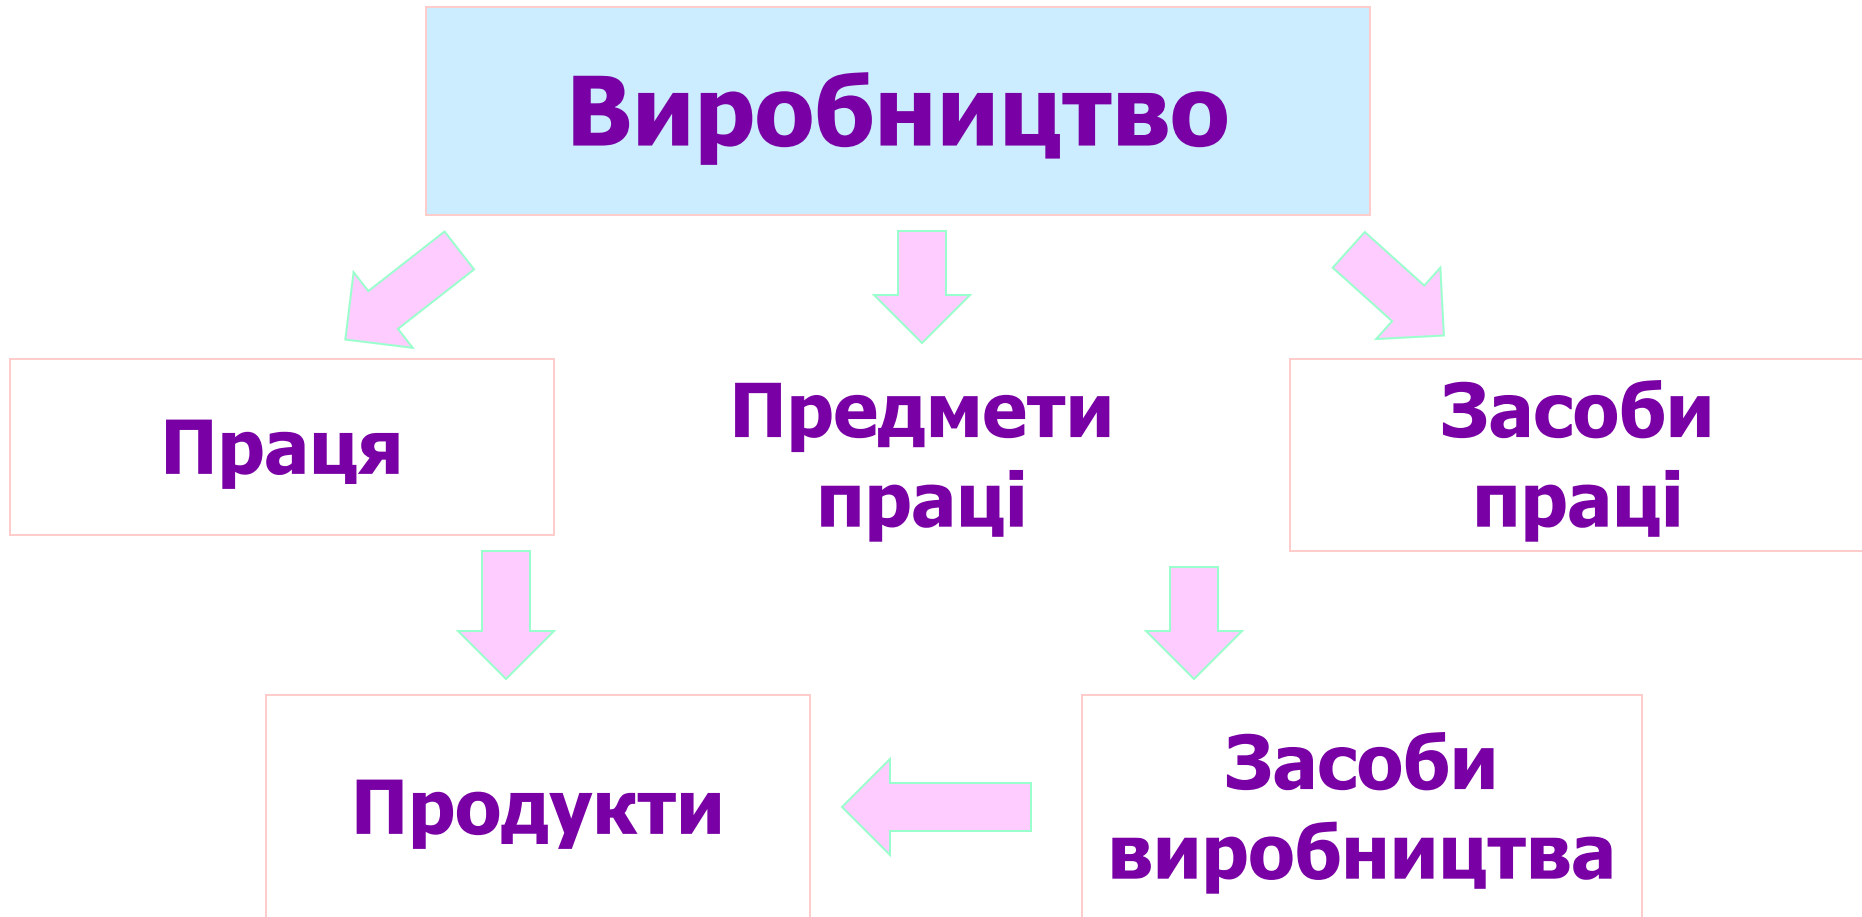 Виробництво
Праця
Предмети
праці
Засоби
праці
Продукти
Засоби
виробництва